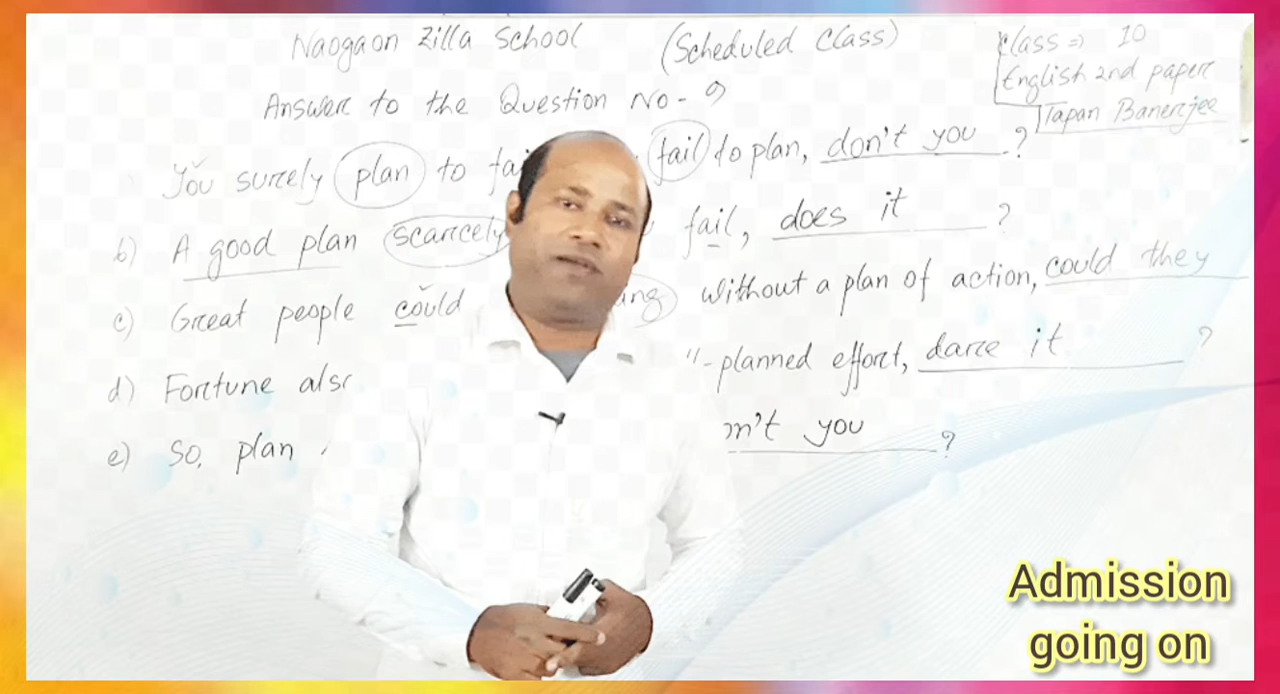 Naogaon Zilla School (Scheduled Class)
Class => 10
English 2nd paper
Tapan Banerjee
Answer to the Question No - 9
You surely plan to fai fail to plan, don't you ?
b) A good plan scarcely fail, does it ?
c) Great people could ing without a plan of action, could they
d) Fortune also -planned effort, dare it ?
e) So, plan n't you ?
Admission
going on